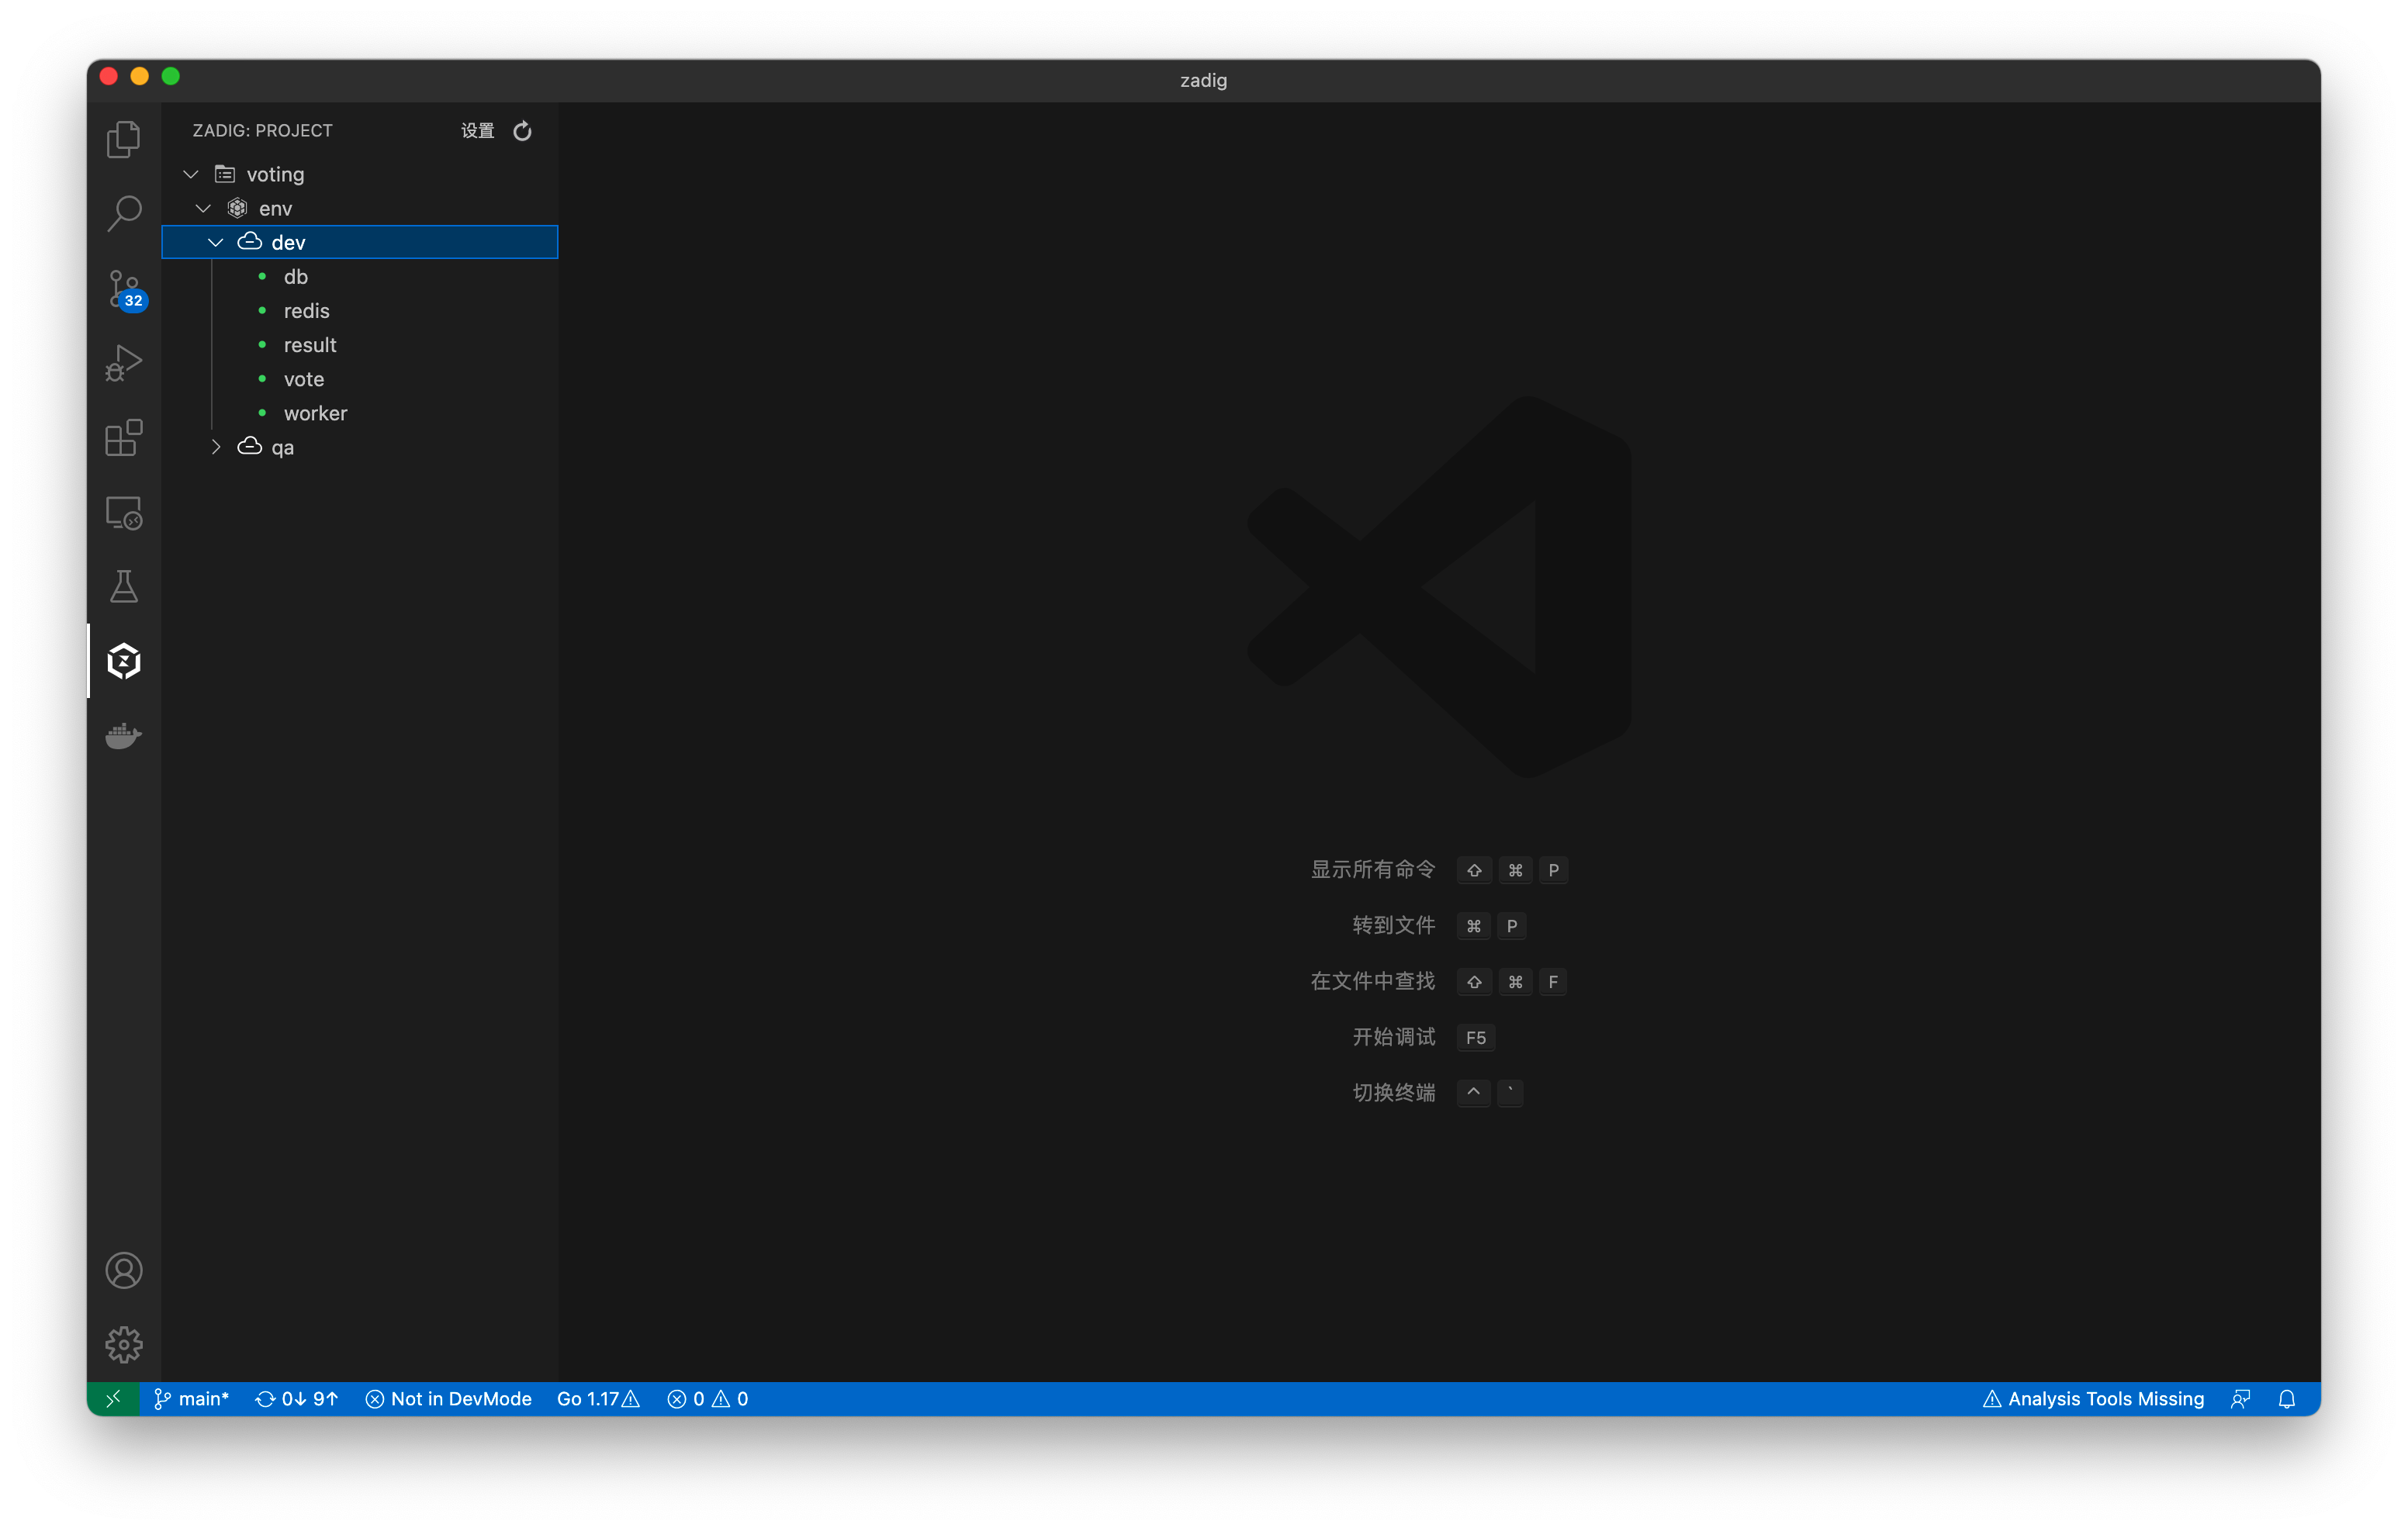 zadig
ZADIG: PROJECT 设置
voting
env
dev
db
redis
result
vote
worker
qa
32
显示所有命令 ⇧ ⌘ P
转到文件 ⌘ P
在文件中查找 ⇧ ⌘ F
开始调试 F5
切换终端 ^ `
main* 0↓ 9↑ Not in DevMode Go 1.17 0 0 Analysis Tools Missing